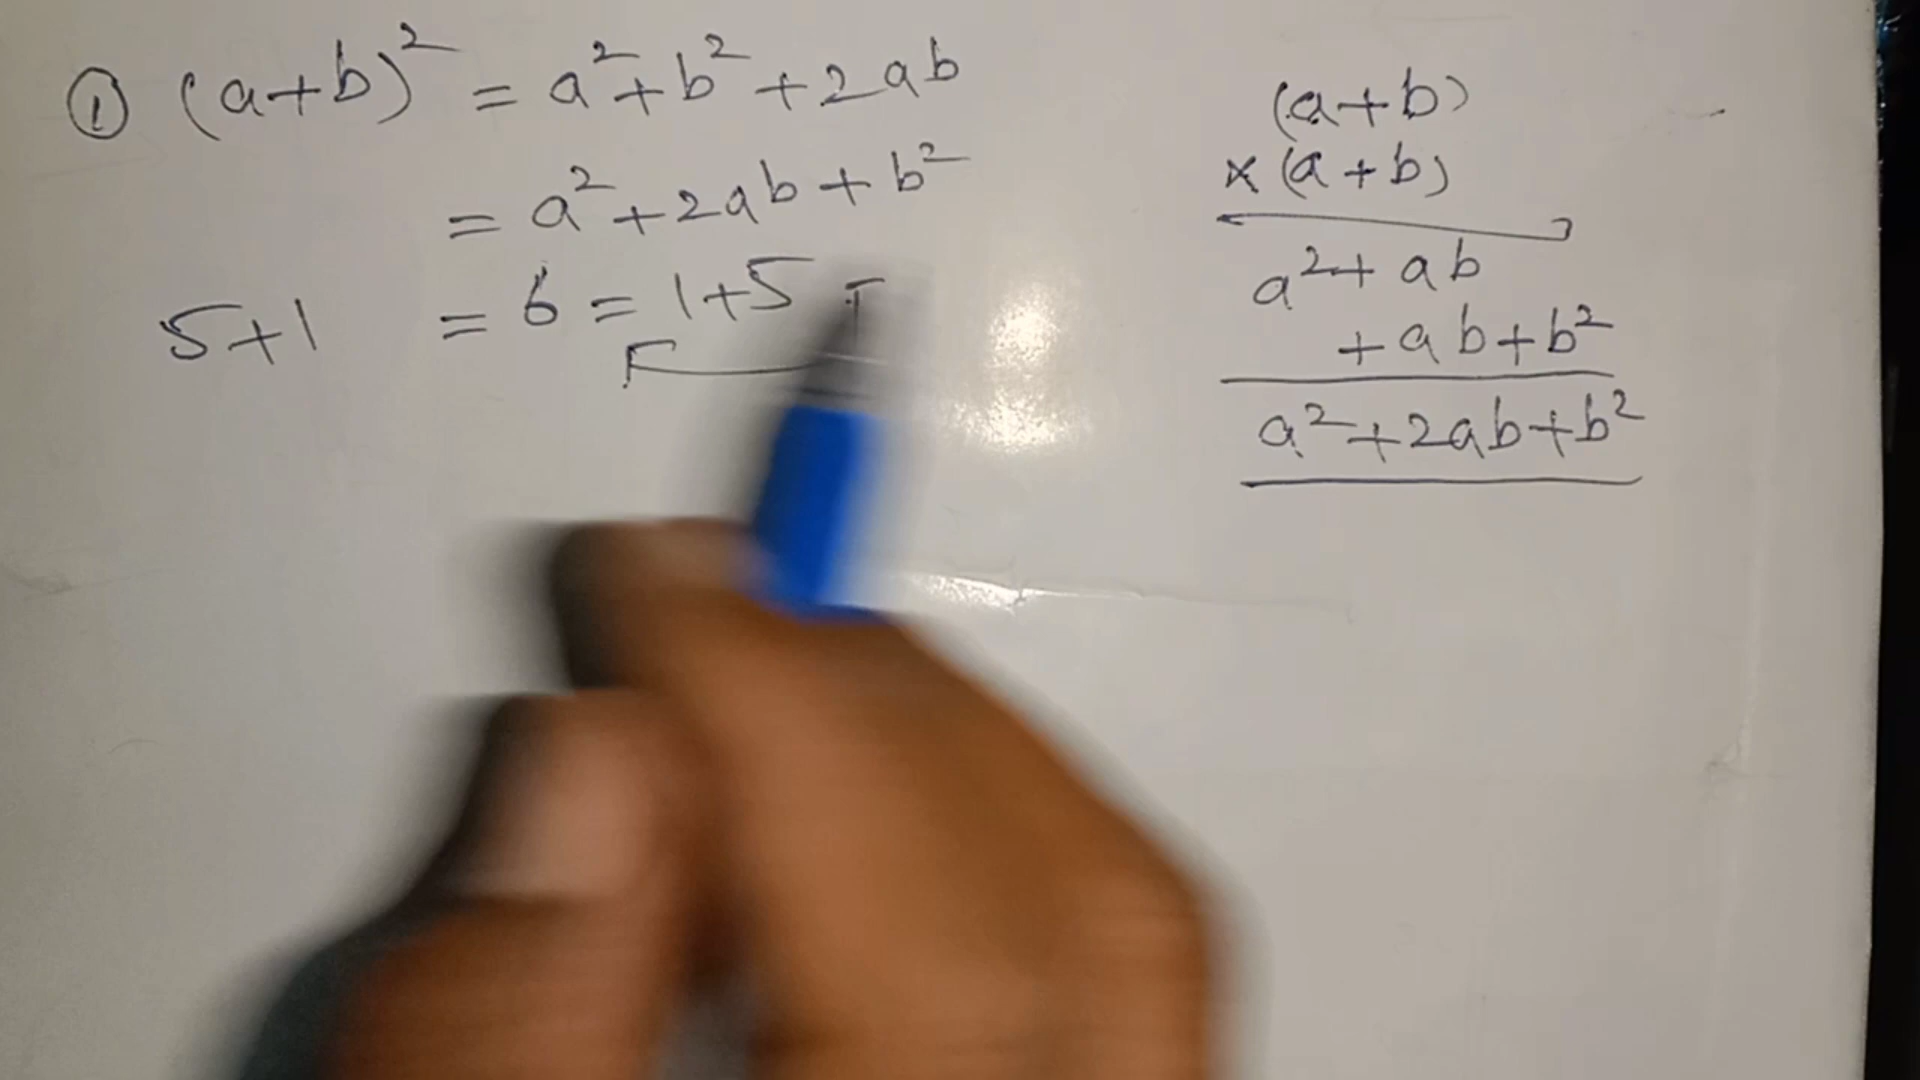 ① (a+b)² = a²+b²+2ab
= a²+2ab+b²
5+1 = 6 = 1+5
(a+b)
×(a+b)
a²+ab
+ab+b²
a²+2ab+b²